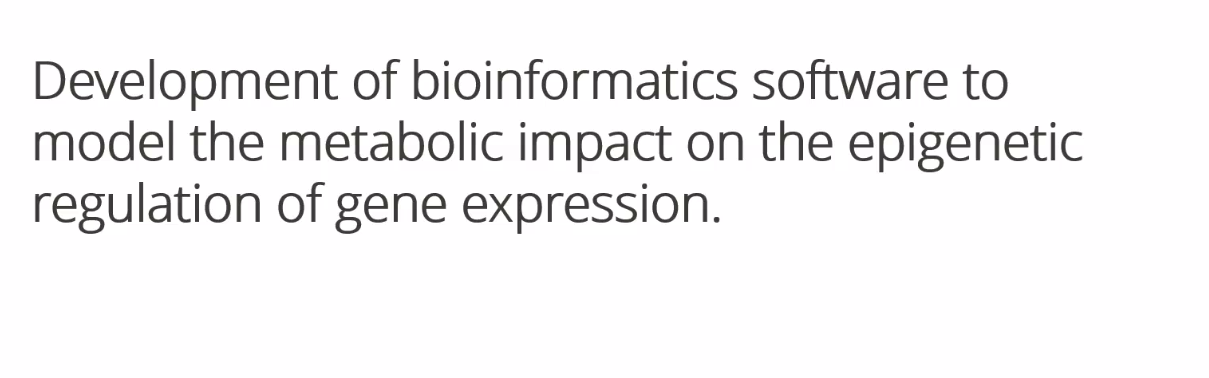 Development of bioinformatics software to
model the metabolic impact on the epigenetic
regulation of gene expression.